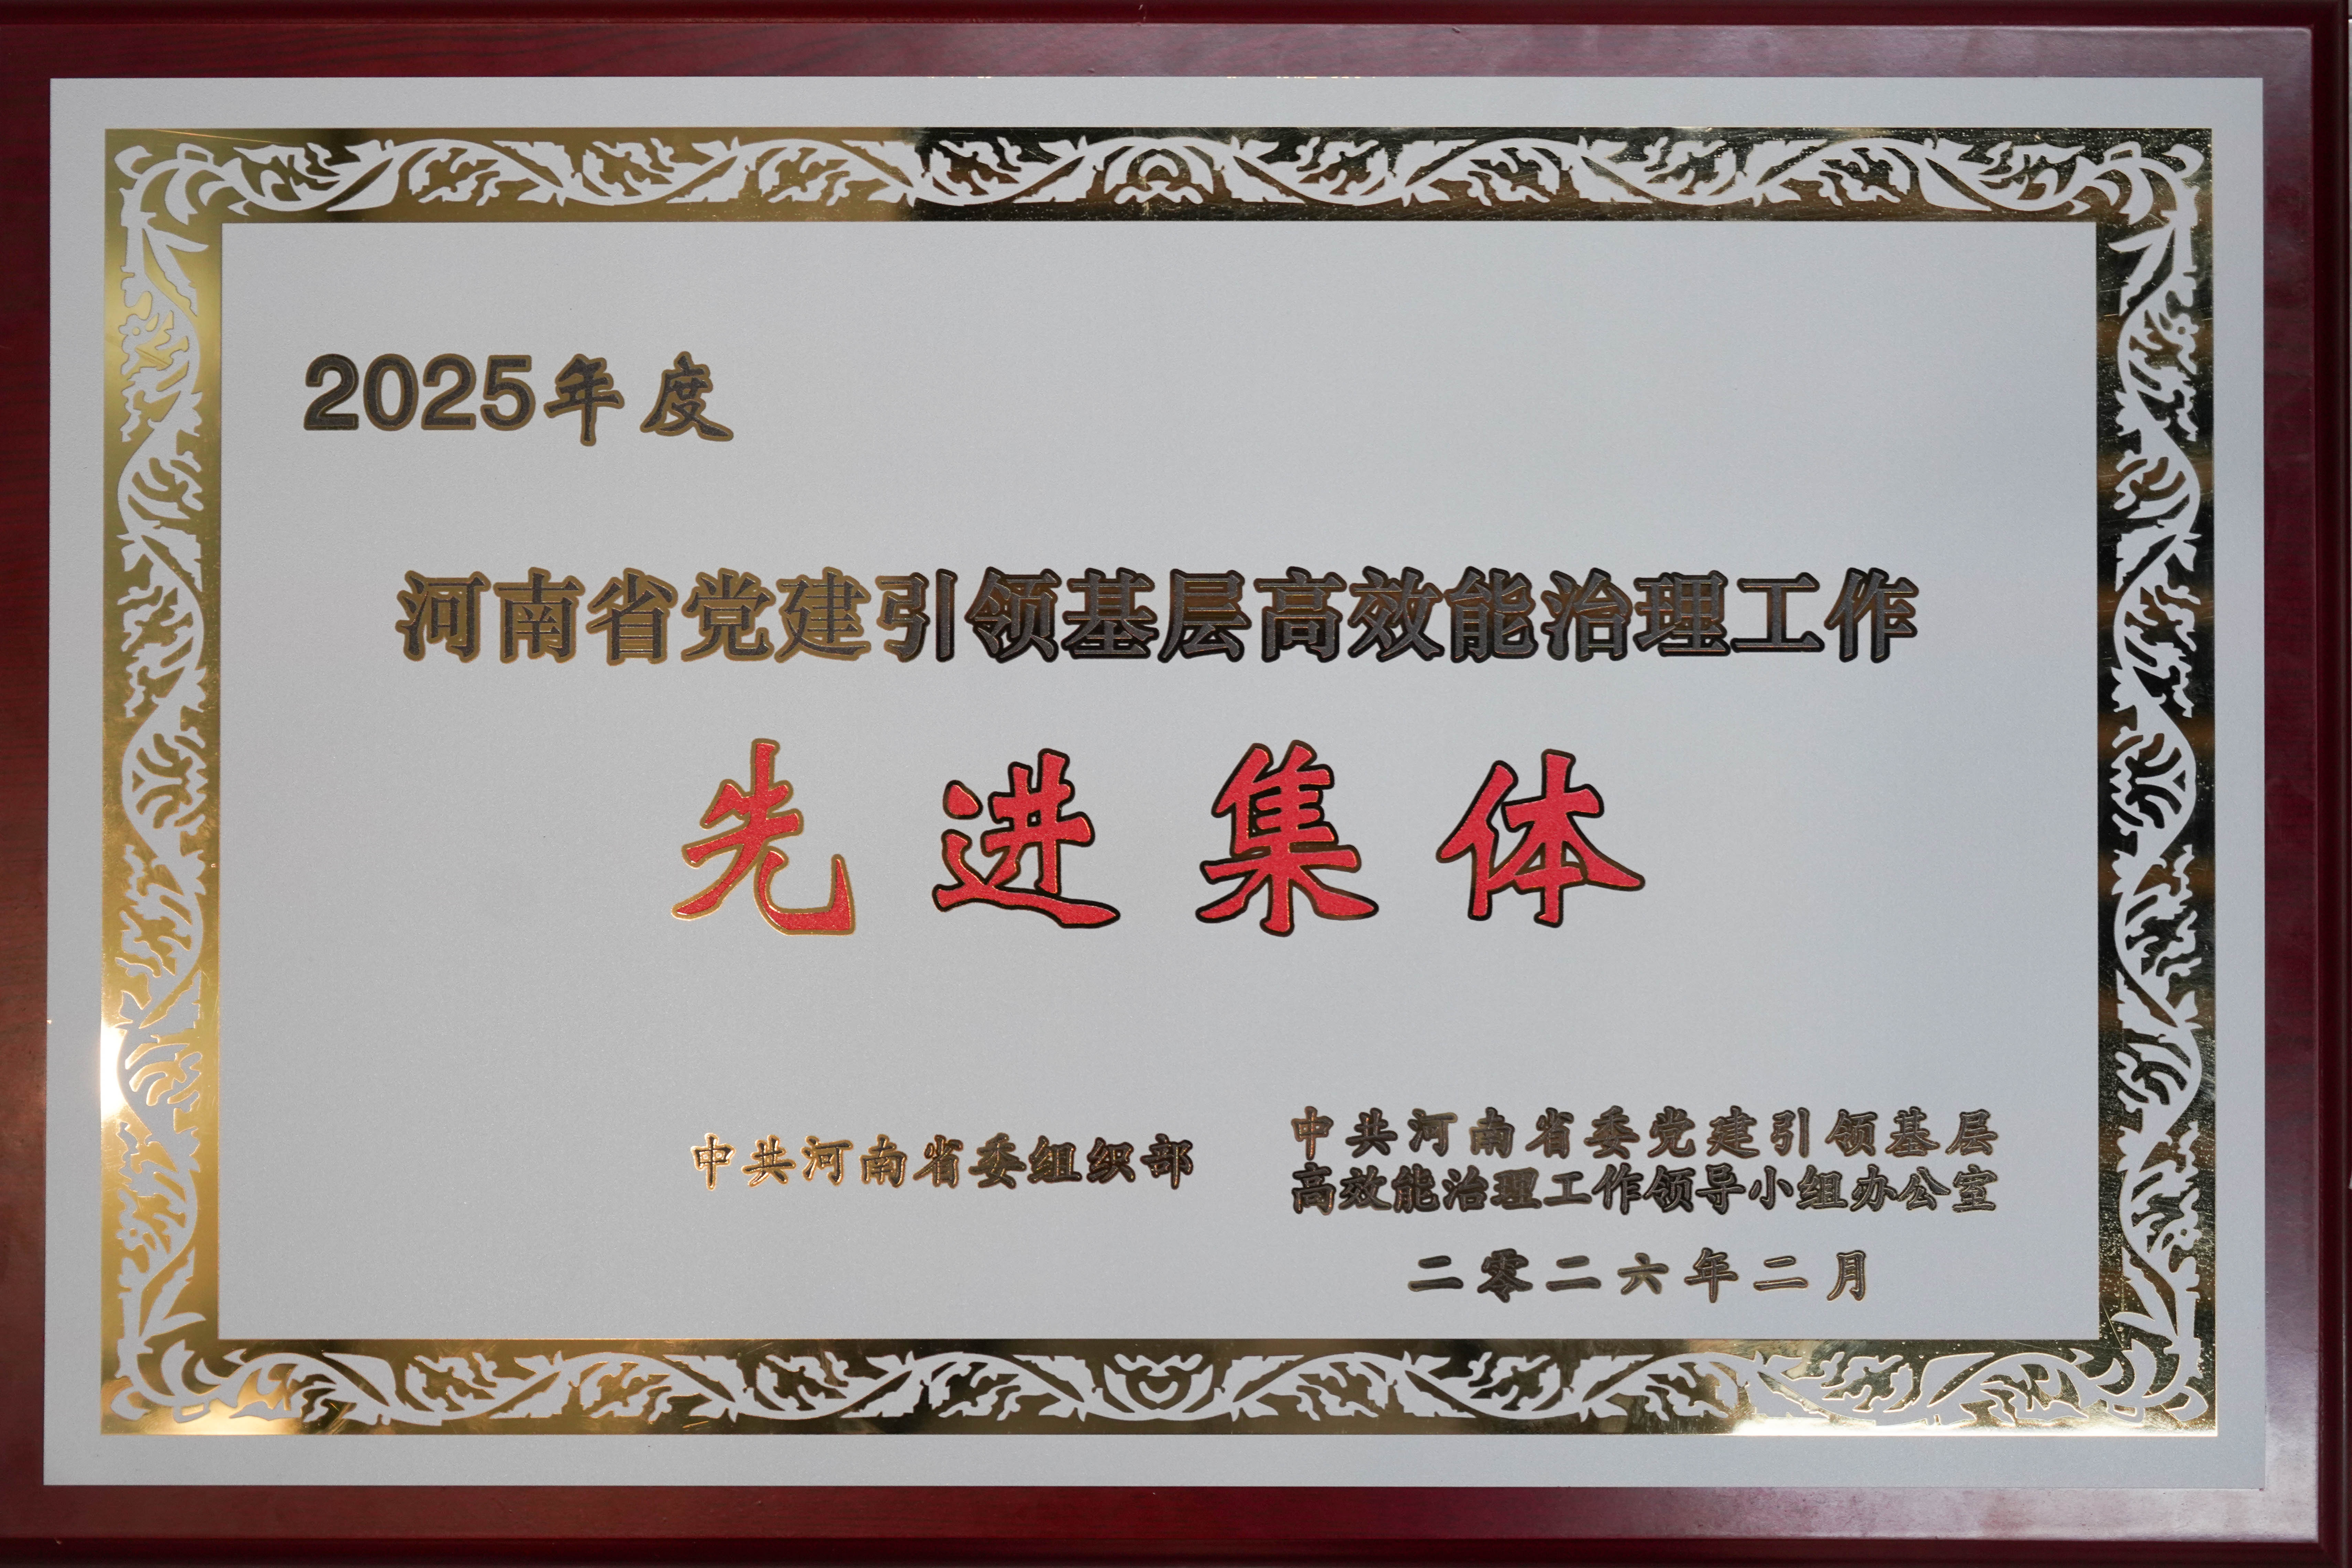 2025年度
河南省党建引领基层高效能治理工作
先进集体
中共河南省委组织部
中共河南省委党建引领基层
高效能治理工作领导小组办公室
二零二六年二月